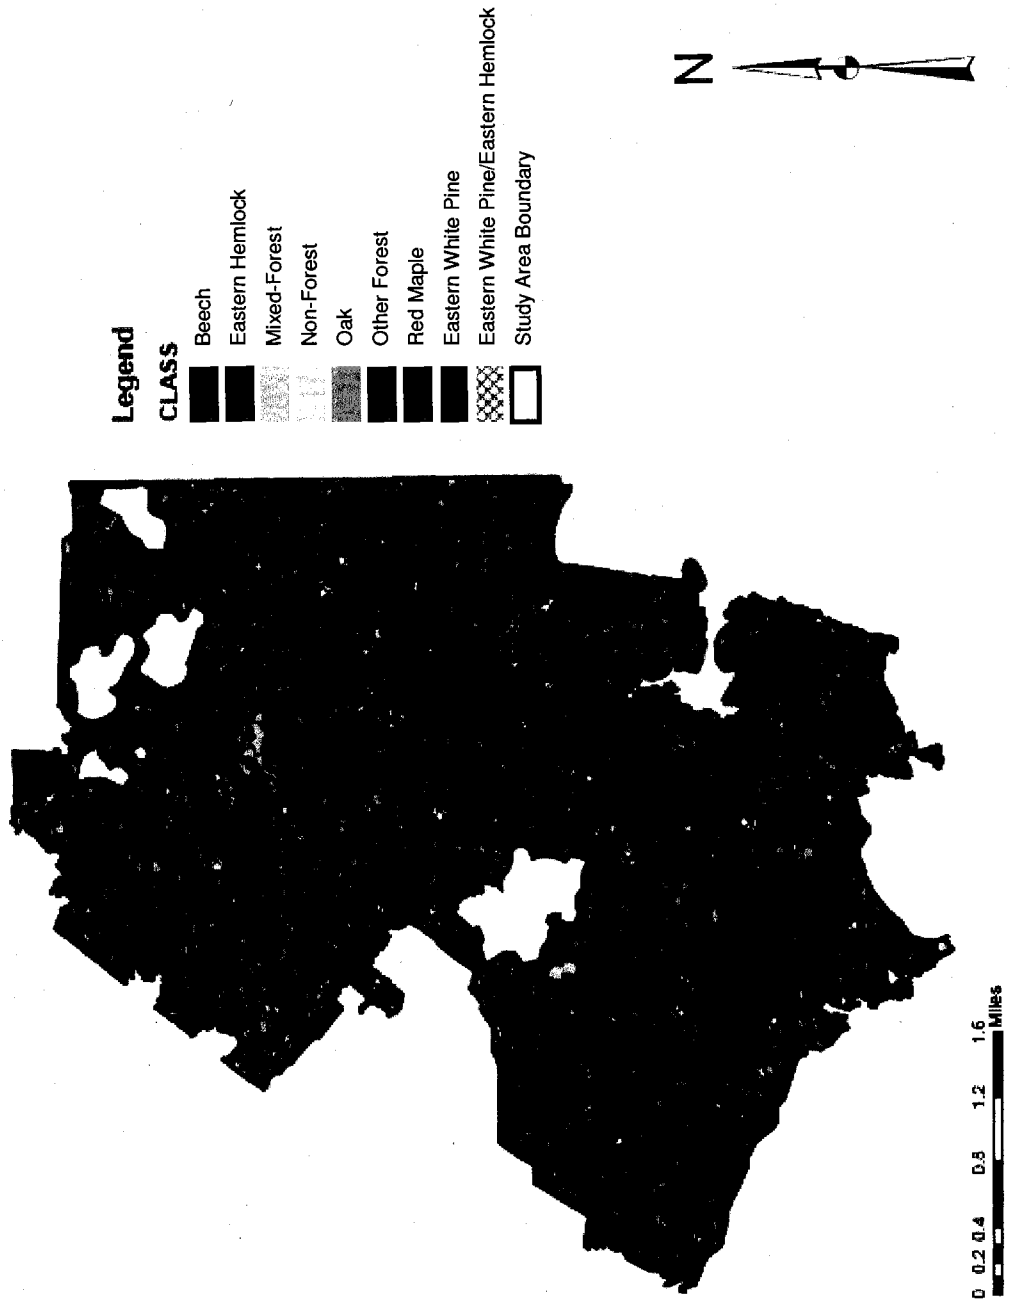 Legend
CLASS
Beech
Eastern Hemlock
Mixed-Forest
Non-Forest
Oak
Other Forest
Red Maple
Eastern White Pine
Eastern White Pine/Eastern Hemlock
Study Area Boundary
N
0 0.2 0.4 0.8 1.2 1.6
Miles